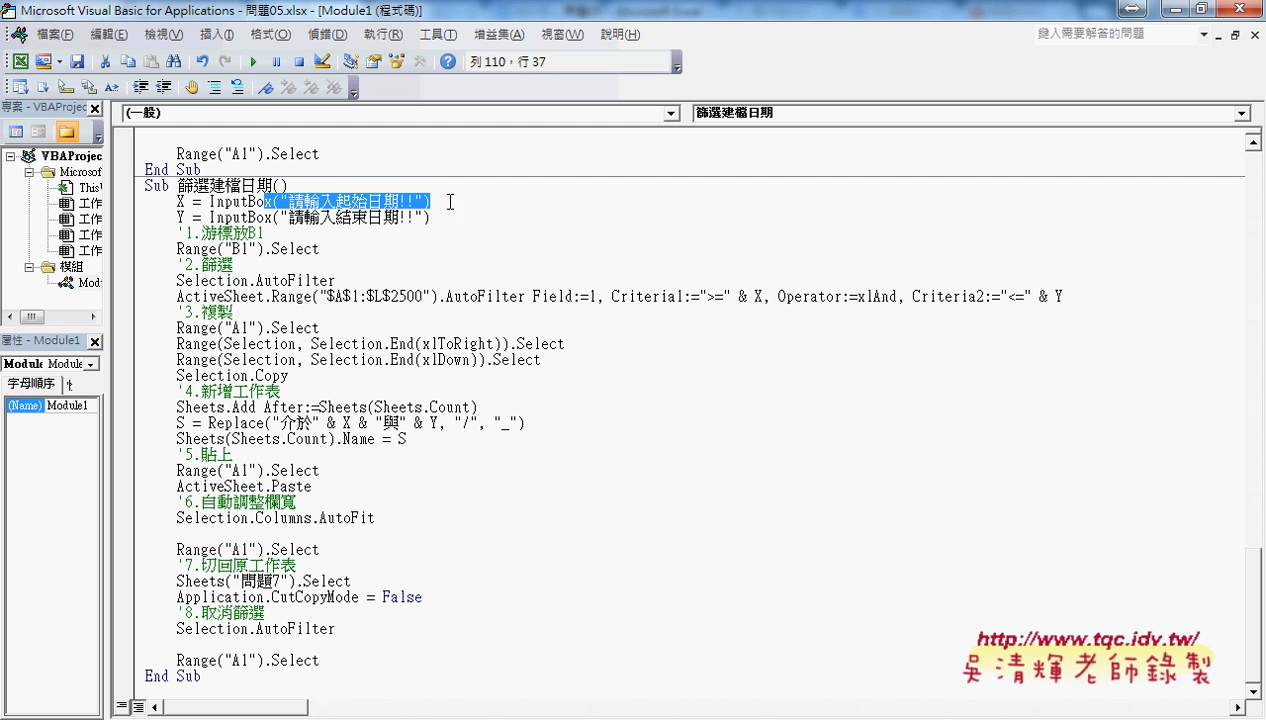 Microsoft Visual Basic for Applications - 問題05.xlsx - [Module1 (程式碼)]
檔案(F) 編輯(E) 檢視(V) 插入(I) 格式(O) 偵錯(D) 執行(R) 工具(T) 增益集(A) 視窗(W) 說明(H)
鍵入需要解答的問題
列 110，行 37
專案 - VBAProjec
(一般)
篩選建檔日期
VBAProjec
Microsof
This
工作
工作
工作
工作
模組
Mod
屬性 - Module1
Module Module
字母順序
(Name) Module1
Range("A1").Select
End Sub
Sub 篩選建檔日期()
X = InputBox("請輸入起始日期!!")
Y = InputBox("請輸入結束日期!!")
'1.游標放B1
Range("B1").Select
'2.篩選
Selection.AutoFilter
ActiveSheet.Range("$A$1:$L$2500").AutoFilter Field:=1, Criteria1:=">=" & X, Operator:=xlAnd, Criteria2:="<=" & Y
'3.複製
Range("A1").Select
Range(Selection, Selection.End(xlToRight)).Select
Range(Selection, Selection.End(xlDown)).Select
Selection.Copy
'4.新增工作表
Sheets.Add After:=Sheets(Sheets.Count)
S = Replace("介於" & X & "與" & Y, "/", "_")
Sheets(Sheets.Count).Name = S
'5.貼上
Range("A1").Select
ActiveSheet.Paste
'6.自動調整欄寬
Selection.Columns.AutoFit
Range("A1").Select
'7.切回原工作表
Sheets("問題7").Select
Application.CutCopyMode = False
'8.取消篩選
Selection.AutoFilter
Range("A1").Select
End Sub
http://www.tqc.idv.tw/
吳清輝老師錄製